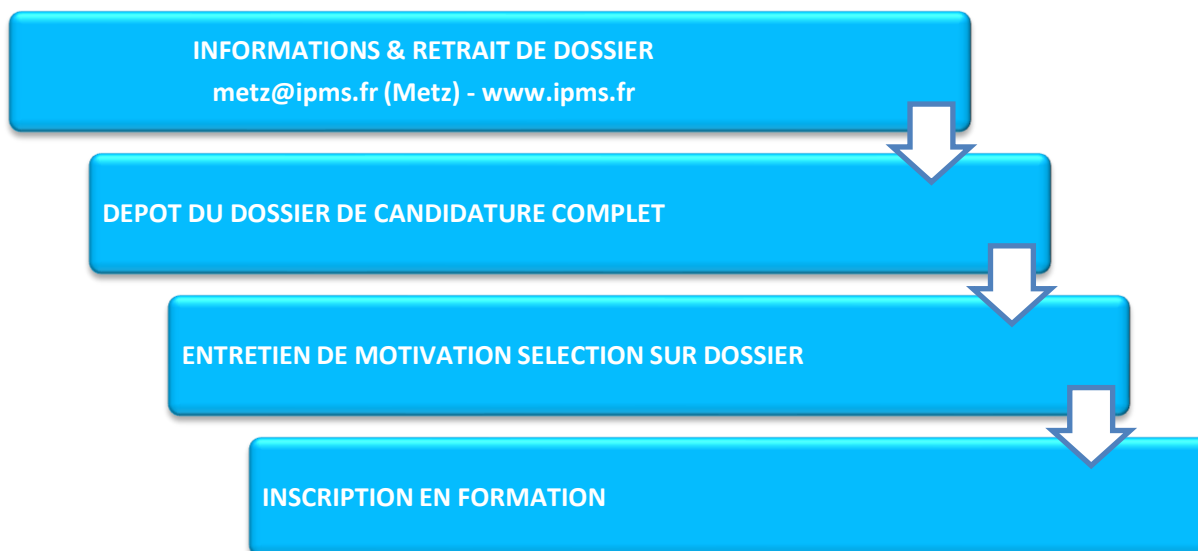 INFORMATIONS & RETRAIT DE DOSSIER
metz@ipms.fr (Metz) - www.ipms.fr
DEPOT DU DOSSIER DE CANDIDATURE COMPLET
ENTRETIEN DE MOTIVATION SELECTION SUR DOSSIER
INSCRIPTION EN FORMATION